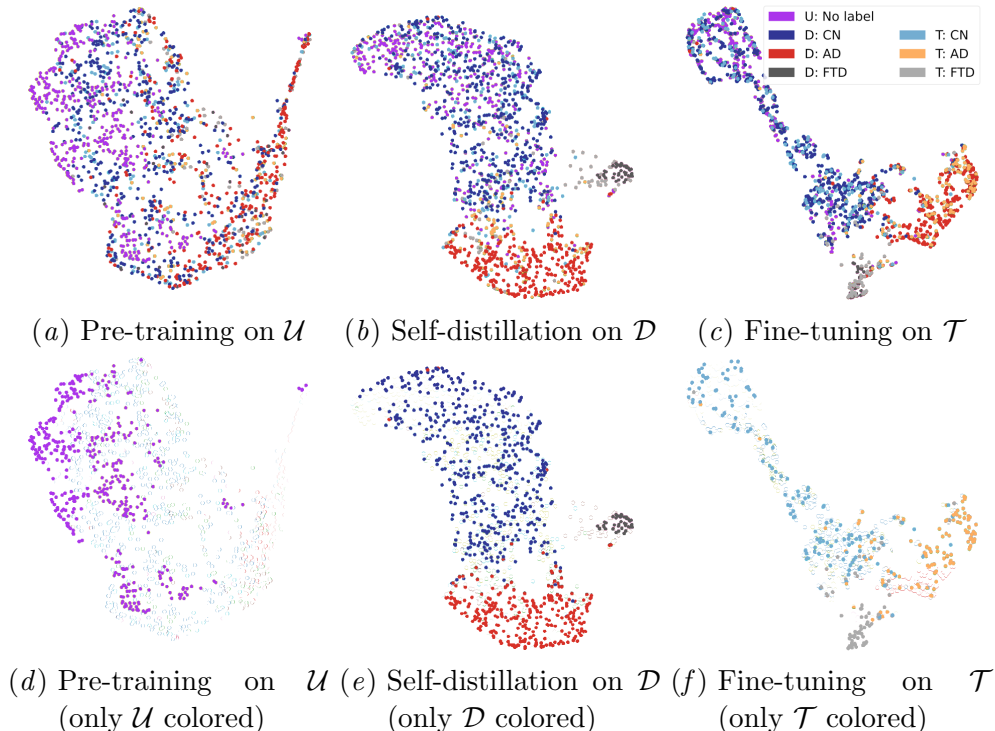 U: No label
D: CN
D: AD
D: FTD
T: CN
T: AD
T: FTD
(a) Pre-training on 𝒰
(b) Self-distillation on 𝒟
(c) Fine-tuning on 𝒯
(d) Pre-training on 𝒰
(only 𝒰 colored)
(e) Self-distillation on 𝒟
(only 𝒟 colored)
(f) Fine-tuning on 𝒯
(only 𝒯 colored)